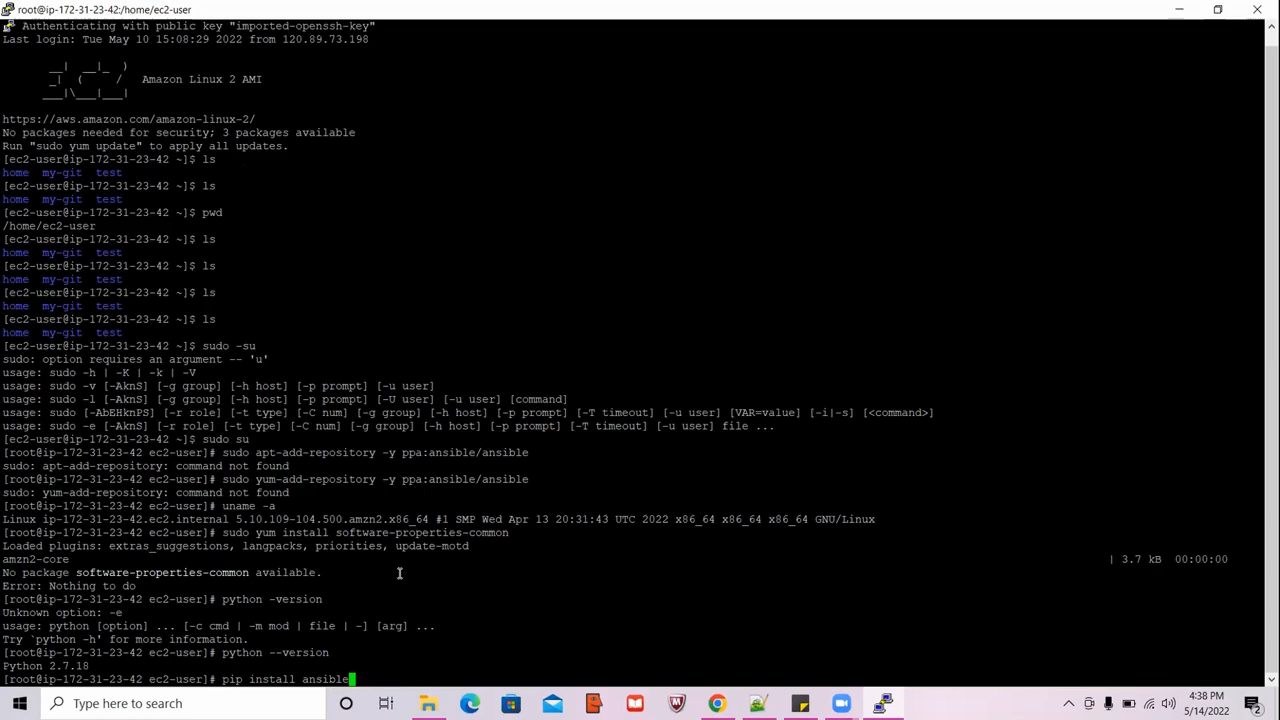 root@ip-172-31-23-42:/home/ec2-user
Authenticating with public key "imported-openssh-key"
Last login: Tue May 10 15:08:29 2022 from 120.89.73.198
__|  __|_  )
_|  (     /   Amazon Linux 2 AMI
___|\___|___|
https://aws.amazon.com/amazon-linux-2/
No packages needed for security; 3 packages available
Run "sudo yum update" to apply all updates.
[ec2-user@ip-172-31-23-42 ~]$ ls
home  my-git  test
[ec2-user@ip-172-31-23-42 ~]$ ls
home  my-git  test
[ec2-user@ip-172-31-23-42 ~]$ pwd
/home/ec2-user
[ec2-user@ip-172-31-23-42 ~]$ ls
home  my-git  test
[ec2-user@ip-172-31-23-42 ~]$ ls
home  my-git  test
[ec2-user@ip-172-31-23-42 ~]$ ls
home  my-git  test
[ec2-user@ip-172-31-23-42 ~]$ ls
home  my-git  test
[ec2-user@ip-172-31-23-42 ~]$ sudo -su
sudo: option requires an argument -- 'u'
usage: sudo -h | -K | -k | -V
usage: sudo -v [-AknS] [-g group] [-h host] [-p prompt] [-u user]
usage: sudo -l [-AknS] [-g group] [-h host] [-p prompt] [-U user] [-u user] [command]
usage: sudo [-AbEHknPS] [-r role] [-t type] [-C num] [-g group] [-h host] [-p prompt] [-T timeout] [-u user] [VAR=value] [-i|-s] [<command>]
usage: sudo -e [-AknS] [-r role] [-t type] [-C num] [-g group] [-h host] [-p prompt] [-T timeout] [-u user] file ...
[ec2-user@ip-172-31-23-42 ~]$ sudo su
[root@ip-172-31-23-42 ec2-user]# sudo apt-add-repository -y ppa:ansible/ansible
sudo: apt-add-repository: command not found
[root@ip-172-31-23-42 ec2-user]# sudo yum-add-repository -y ppa:ansible/ansible
sudo: yum-add-repository: command not found
[root@ip-172-31-23-42 ec2-user]# uname -a
Linux ip-172-31-23-42.ec2.internal 5.10.109-104.500.amzn2.x86_64 #1 SMP Wed Apr 13 20:31:43 UTC 2022 x86_64 x86_64 x86_64 GNU/Linux
[root@ip-172-31-23-42 ec2-user]# sudo yum install software-properties-common
Loaded plugins: extras_suggestions, langpacks, priorities, update-motd
amzn2-core | 3.7 kB  00:00:00
No package software-properties-common available.
Error: Nothing to do
[root@ip-172-31-23-42 ec2-user]# python -version
Unknown option: -e
usage: python [option] ... [-c cmd | -m mod | file | -] [arg] ...
Try `python -h' for more information.
[root@ip-172-31-23-42 ec2-user]# python --version
Python 2.7.18
[root@ip-172-31-23-42 ec2-user]# pip install ansible
Type here to search
4:38 PM
5/14/2022
2